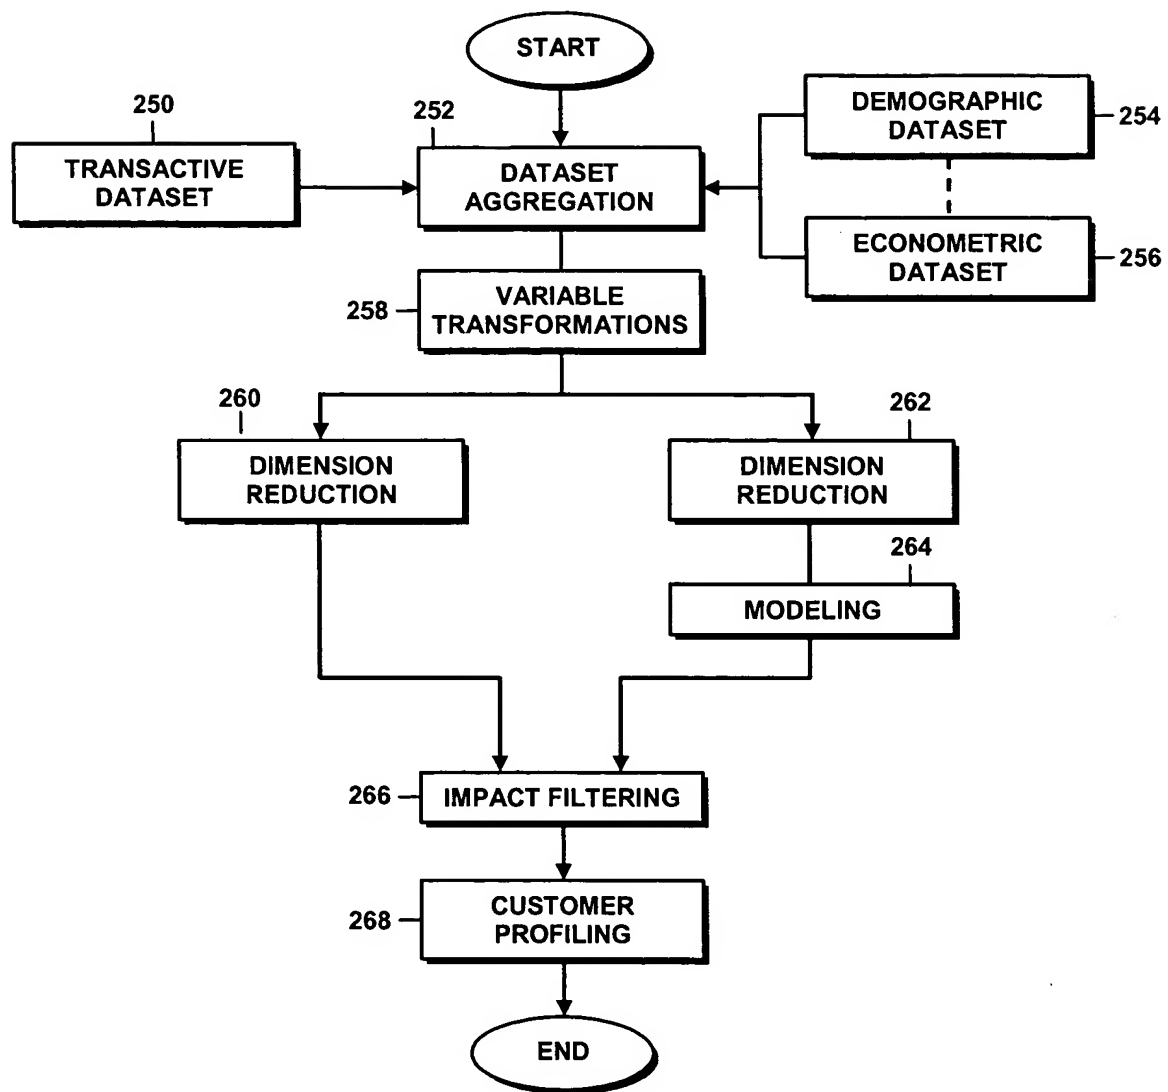 START
250
252
DEMOGRAPHIC
DATASET
254
TRANSACTIVE
DATASET
DATASET
AGGREGATION
ECONOMETRIC
DATASET
256
258
VARIABLE
TRANSFORMATIONS
260
262
DIMENSION
REDUCTION
DIMENSION
REDUCTION
264
MODELING
266
IMPACT FILTERING
268
CUSTOMER
PROFILING
END